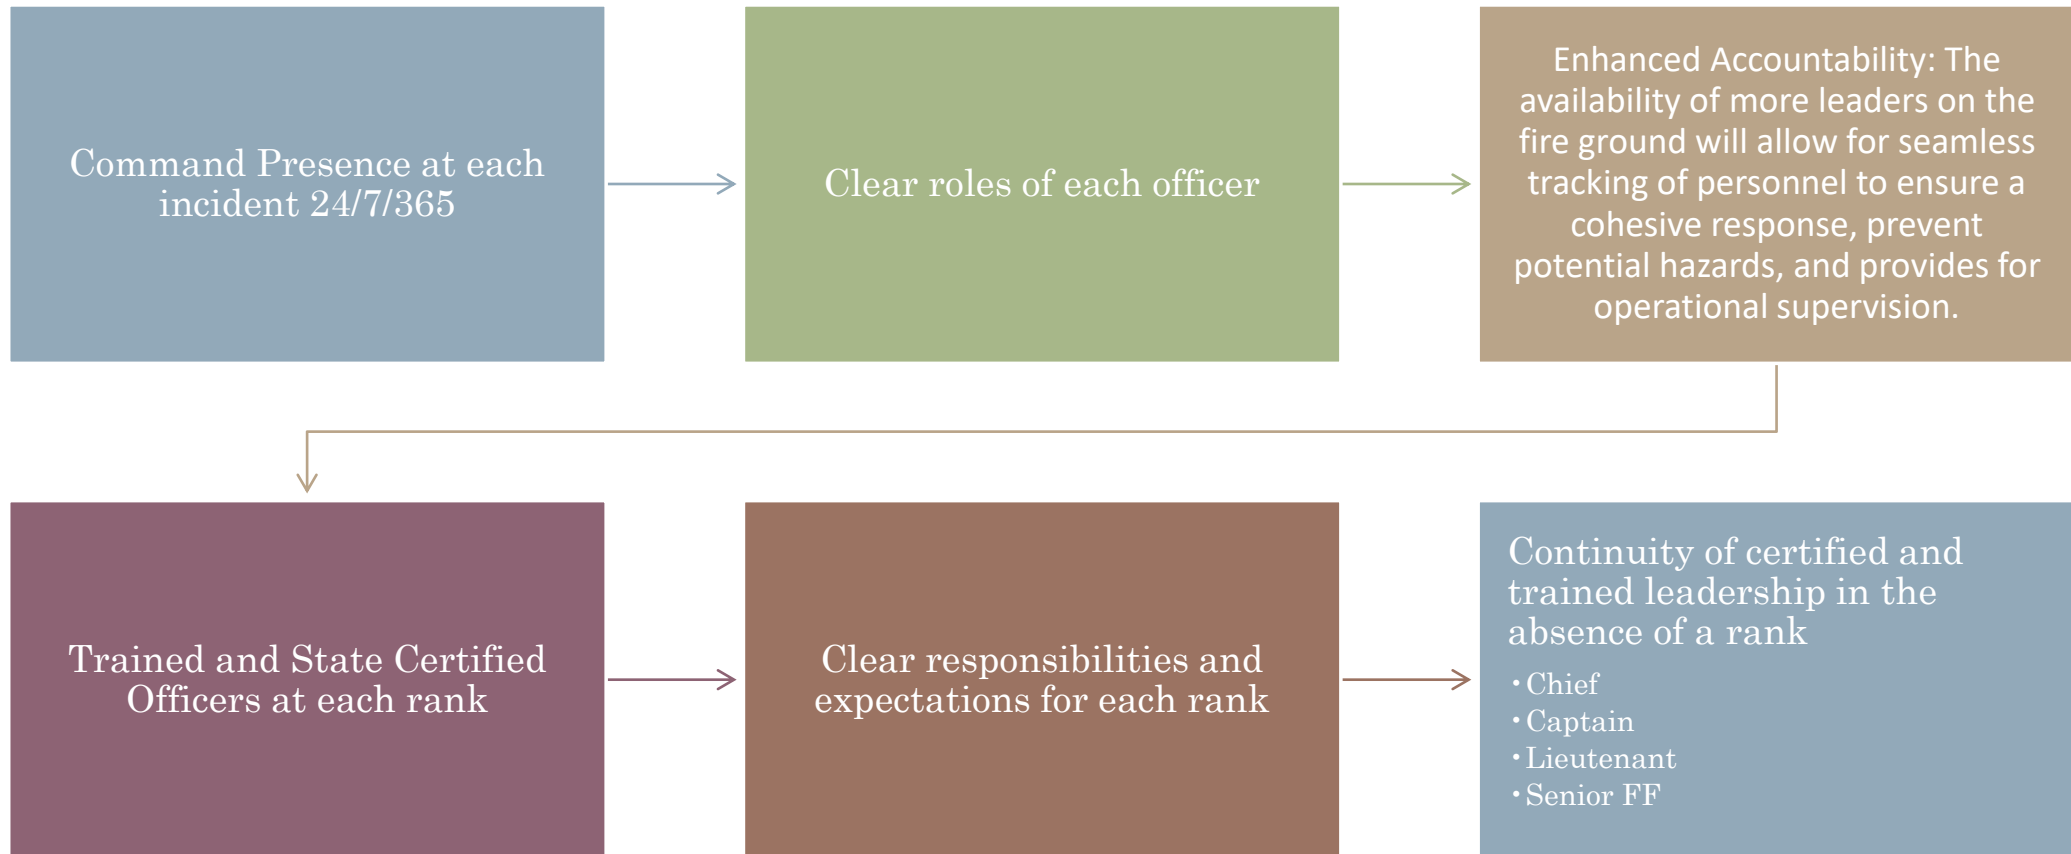 Command Presence at each
incident 24/7/365
Clear roles of each officer
Enhanced Accountability: The
availability of more leaders on the
fire ground will allow for seamless
tracking of personnel to ensure a
cohesive response, prevent
potential hazards, and provides for
operational supervision.
Trained and State Certified
Officers at each rank
Clear responsibilities and
expectations for each rank
Continuity of certified and
trained leadership in the
absence of a rank
• Chief
• Captain
• Lieutenant
• Senior FF